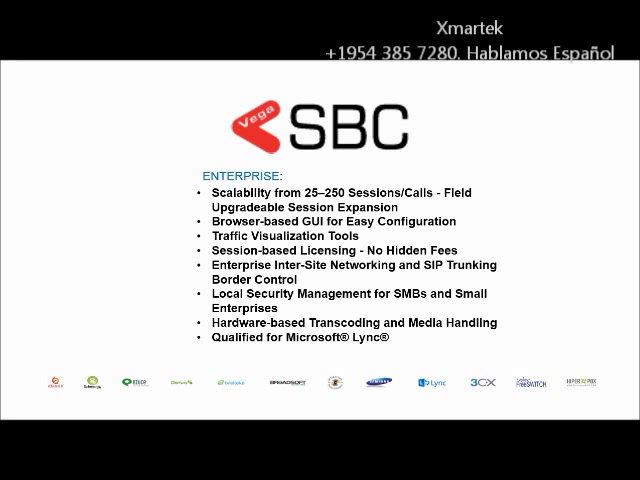 Xmartek
+1954 385 7280. Hablamos Español
Vega
SBC
ENTERPRISE:
• Scalability from 25–250 Sessions/Calls - Field
Upgradeable Session Expansion
• Browser-based GUI for Easy Configuration
• Traffic Visualization Tools
• Session-based Licensing - No Hidden Fees
• Enterprise Inter-Site Networking and SIP Trunking
Border Control
• Local Security Management for SMBs and Small
Enterprises
• Hardware-based Transcoding and Media Handling
• Qualified for Microsoft® Lync®
BROADSOFT SAMSUNG Lync 3CX FreeSWITCH